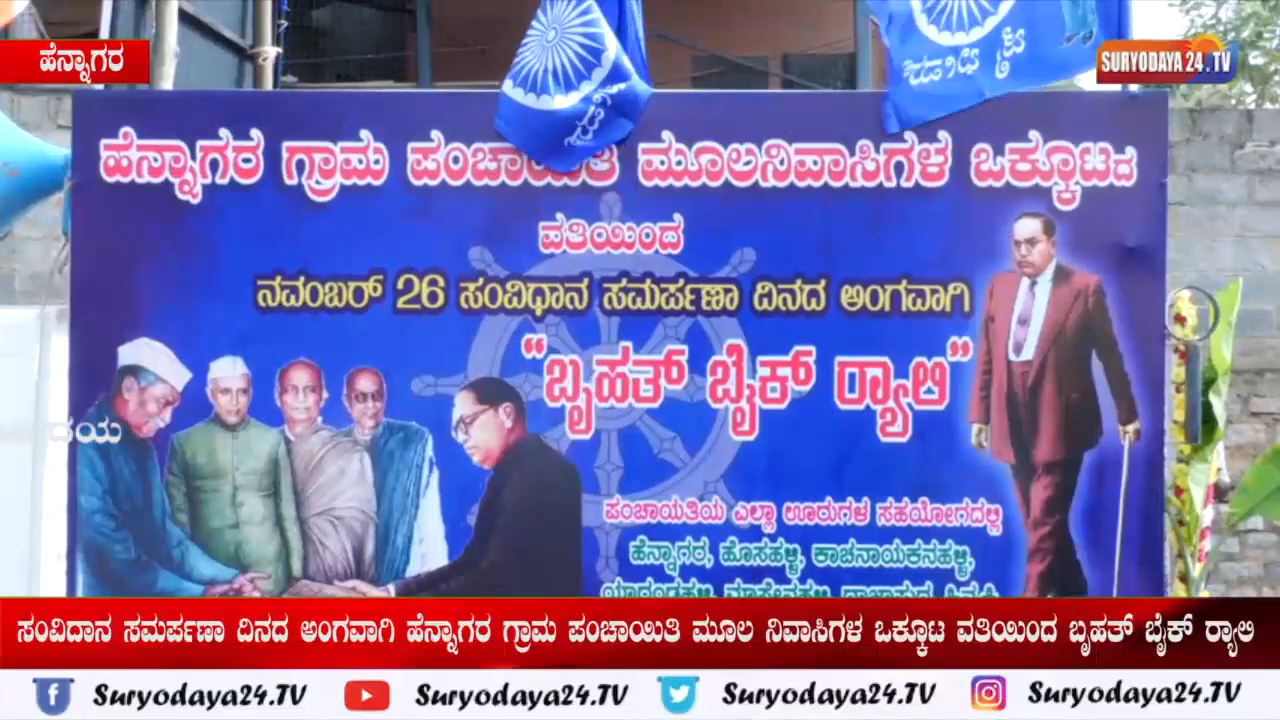 ಹೆನ್ನಾಗರ
SURYODAYA 24.TV
ಹೆನ್ನಾಗರ ಗ್ರಾಮ ಪಂಚಾಯಿತಿ ಮೂಲನಿವಾಸಿಗಳ ಒಕ್ಕೂಟದ
ವತಿಯಿಂದ
ನವಂಬರ್ 26 ಸಂವಿಧಾನ ಸಮರ್ಪಣಾ ದಿನದ ಅಂಗವಾಗಿ
“ಬೃಹತ್ ಬೈಕ್ ರ‍್ಯಾಲಿ”
ದಯ
ಪಂಚಾಯತಿಯ ಎಲ್ಲಾ ಊರುಗಳ ಸಹಯೋಗದಲ್ಲಿ
ಹೆನ್ನಾಗರ, ಹೊಸಹಳ್ಳಿ, ಕಾಚನಾಯಕನಹಳ್ಳಿ,
ಸಂವಿದಾನ ಸಮರ್ಪಣಾ ದಿನದ ಅಂಗವಾಗಿ ಹೆನ್ನಾಗರ ಗ್ರಾಮ ಪಂಚಾಯಿತಿ ಮೂಲ ನಿವಾಸಿಗಳ ಒಕ್ಕೂಟ ವತಿಯಿಂದ ಬೃಹತ್ ಬೈಕ್ ರ‍್ಯಾಲಿ
Suryodaya24.TV Suryodaya24.TV Suryodaya24.TV Suryodaya24.TV